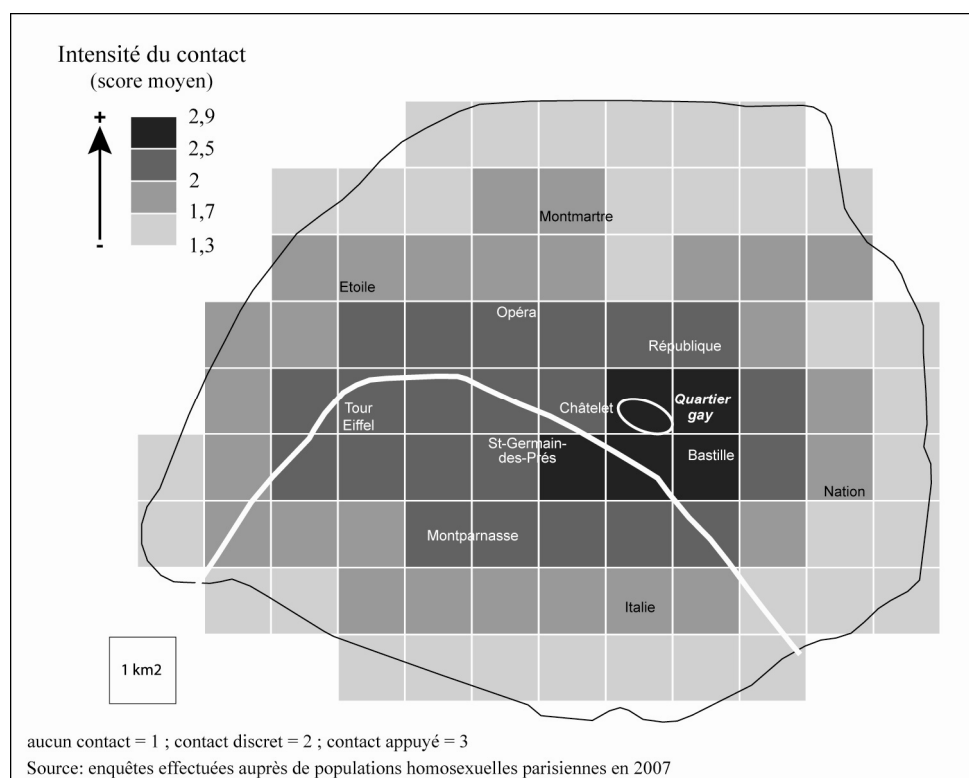 Intensité du contact
(score moyen)
+
2,9
2,5
2
1,7
-
1,3
Montmartre
Etoile
Opéra
République
Châtelet
Quartier
gay
Tour
Eiffel
St-Germain-
des-Prés
Bastille
Nation
Montparnasse
Italie
1 km2
aucun contact = 1 ; contact discret = 2 ; contact appuyé = 3
Source: enquêtes effectuées auprès de populations homosexuelles parisiennes en 2007